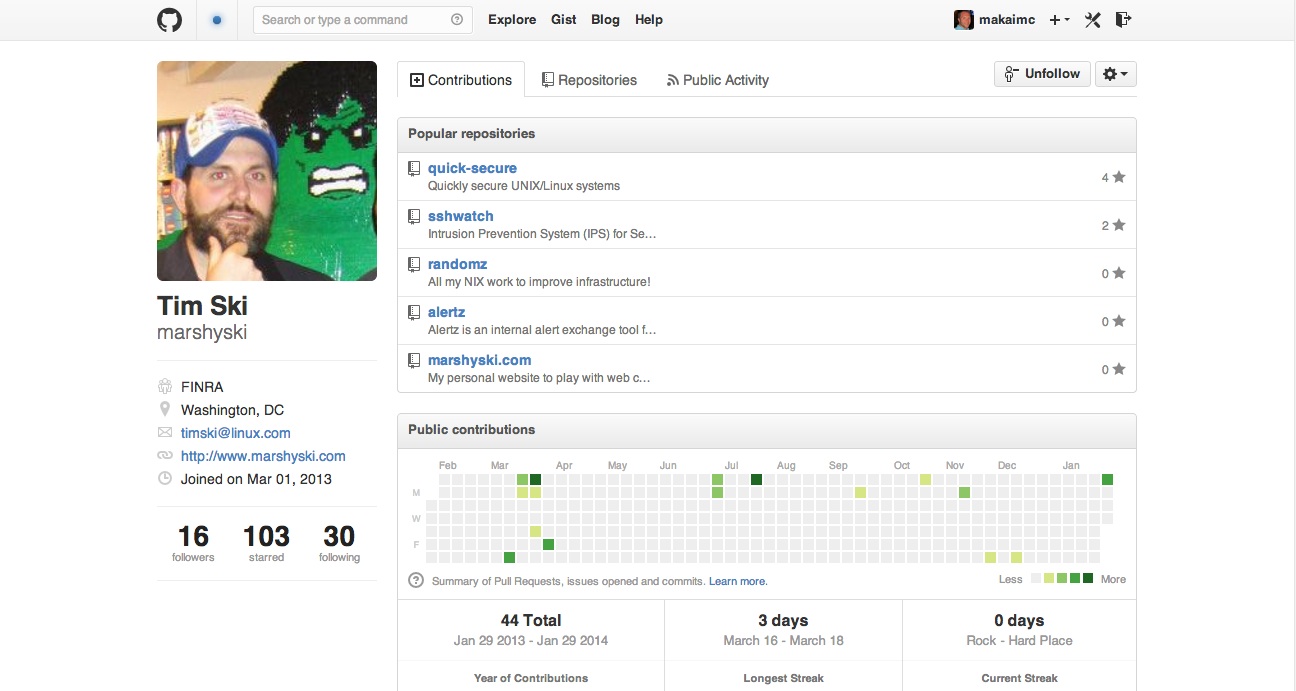 Search or type a command
Explore Gist Blog Help
makaimc
Contributions Repositories Public Activity
Unfollow
Tim Ski
marshyski
FINRA
Washington, DC
timski@linux.com
http://www.marshyski.com
Joined on Mar 01, 2013
16 103 30
followers starred following
Popular repositories
quick-secure
Quickly secure UNIX/Linux systems
4
sshwatch
Intrusion Prevention System (IPS) for Se...
2
randomz
All my NIX work to improve infrastructure!
0
alertz
Alertz is an internal alert exchange tool f...
0
marshyski.com
My personal website to play with web c...
0
Public contributions
Feb Mar Apr May Jun Jul Aug Sep Oct Nov Dec Jan
M
W
F
Summary of Pull Requests, issues opened and commits. Learn more.
Less More
44 Total 3 days 0 days
Jan 29 2013 - Jan 29 2014 March 16 - March 18 Rock - Hard Place
Year of Contributions Longest Streak Current Streak